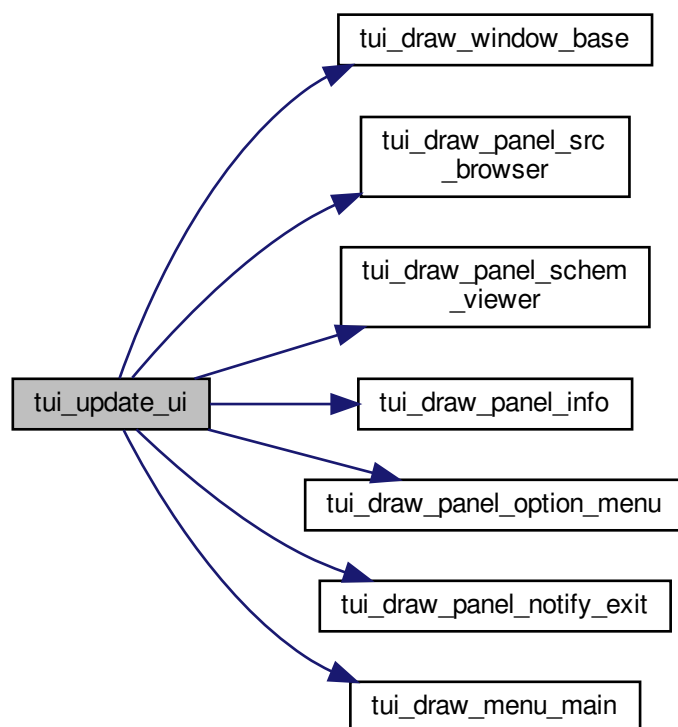 tui_draw_window_base
tui_draw_panel_src
_browser
tui_draw_panel_schem
_viewer
tui_update_ui
tui_draw_panel_info
tui_draw_panel_option_menu
tui_draw_panel_notify_exit
tui_draw_menu_main